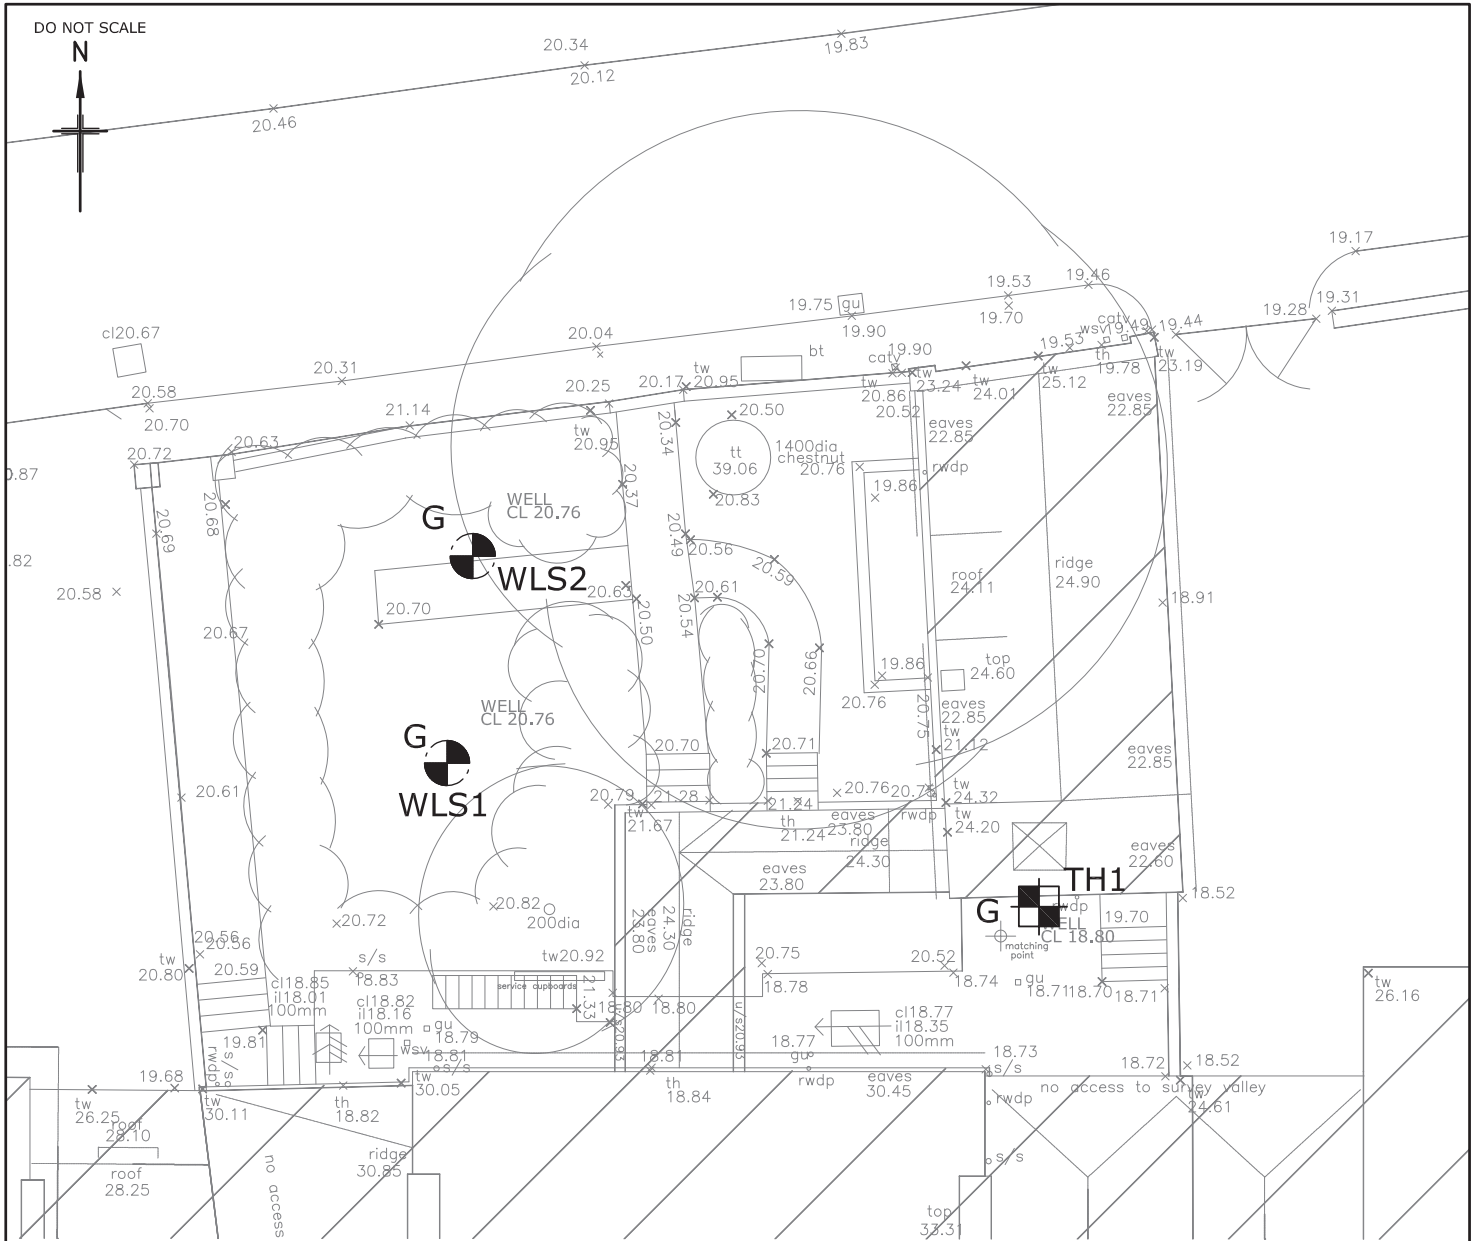 DO NOT SCALE
N
20.34
20.12
19.83
20.46
19.17
19.53
19.46
19.75
gu
19.70
19.28
19.31
19.90
catv
19.49
19.44
wsv
cl20.67
20.04
bt
19.90
19.53
th
19.78
tw
23.19
catv
20.31
tw
20.95
20.17
tw
20.86
tw
23.24
tw
24.01
tw
25.12
20.58
20.70
20.25
20.52
eaves
22.85
21.14
20.50
20.34
tw
20.95
eaves
22.85
20.63
20.72
tt
39.06
1400dia
chestnut
20.76
rwdp
0.87
20.37
19.86
20.83
WELL
CL 20.76
20.68
20.69
G
20.49
20.56
20.59
.82
WLS2
roof
24.11
ridge
24.90
20.58
20.63
20.61
20.70
20.50
20.54
18.91
20.67
20.70
20.66
19.86
top
24.60
20.76
WELL
CL 20.76
eaves
22.85
20.75
tw
21.12
G
20.70
20.71
eaves
22.85
20.61
WLS1
20.79
tw
21.67
21.28
20.76
21.24
tw
24.32
th
21.24
eaves
23.80
rwdp
tw
24.20
ridge
24.30
eaves
23.80
eaves
22.60
TH1
G
rwdp
18.52
20.82
200dia
20.72
23.80
eaves
24.30
ridge
WELL
CL 18.80
19.70
matching
point
20.56
20.56
tw
20.80
20.59
s/s
18.83
tw20.92
20.75
20.52
service cupboards
18.78
18.74
gu
18.71
18.70
18.71
tw
26.16
cl18.85
il18.01
100mm
cl18.82
il18.16
100mm
21.33
18.80
18.80
u/s20.93
u/s20.93
cl18.77
il18.35
100mm
gu
18.79
19.81
wsv
18.81
s/s
18.81
18.77
gu
18.73
s/s
18.72
18.52
rwdp
s/s
19.68
tw
26.25
tw
30.11
th
18.82
tw
30.05
th
18.84
rwdp
eaves
30.45
no access to survey valley
tw
24.61
rwdp
roof
28.10
roof
28.25
ridge
30.85
s/s
no access
top
33.31